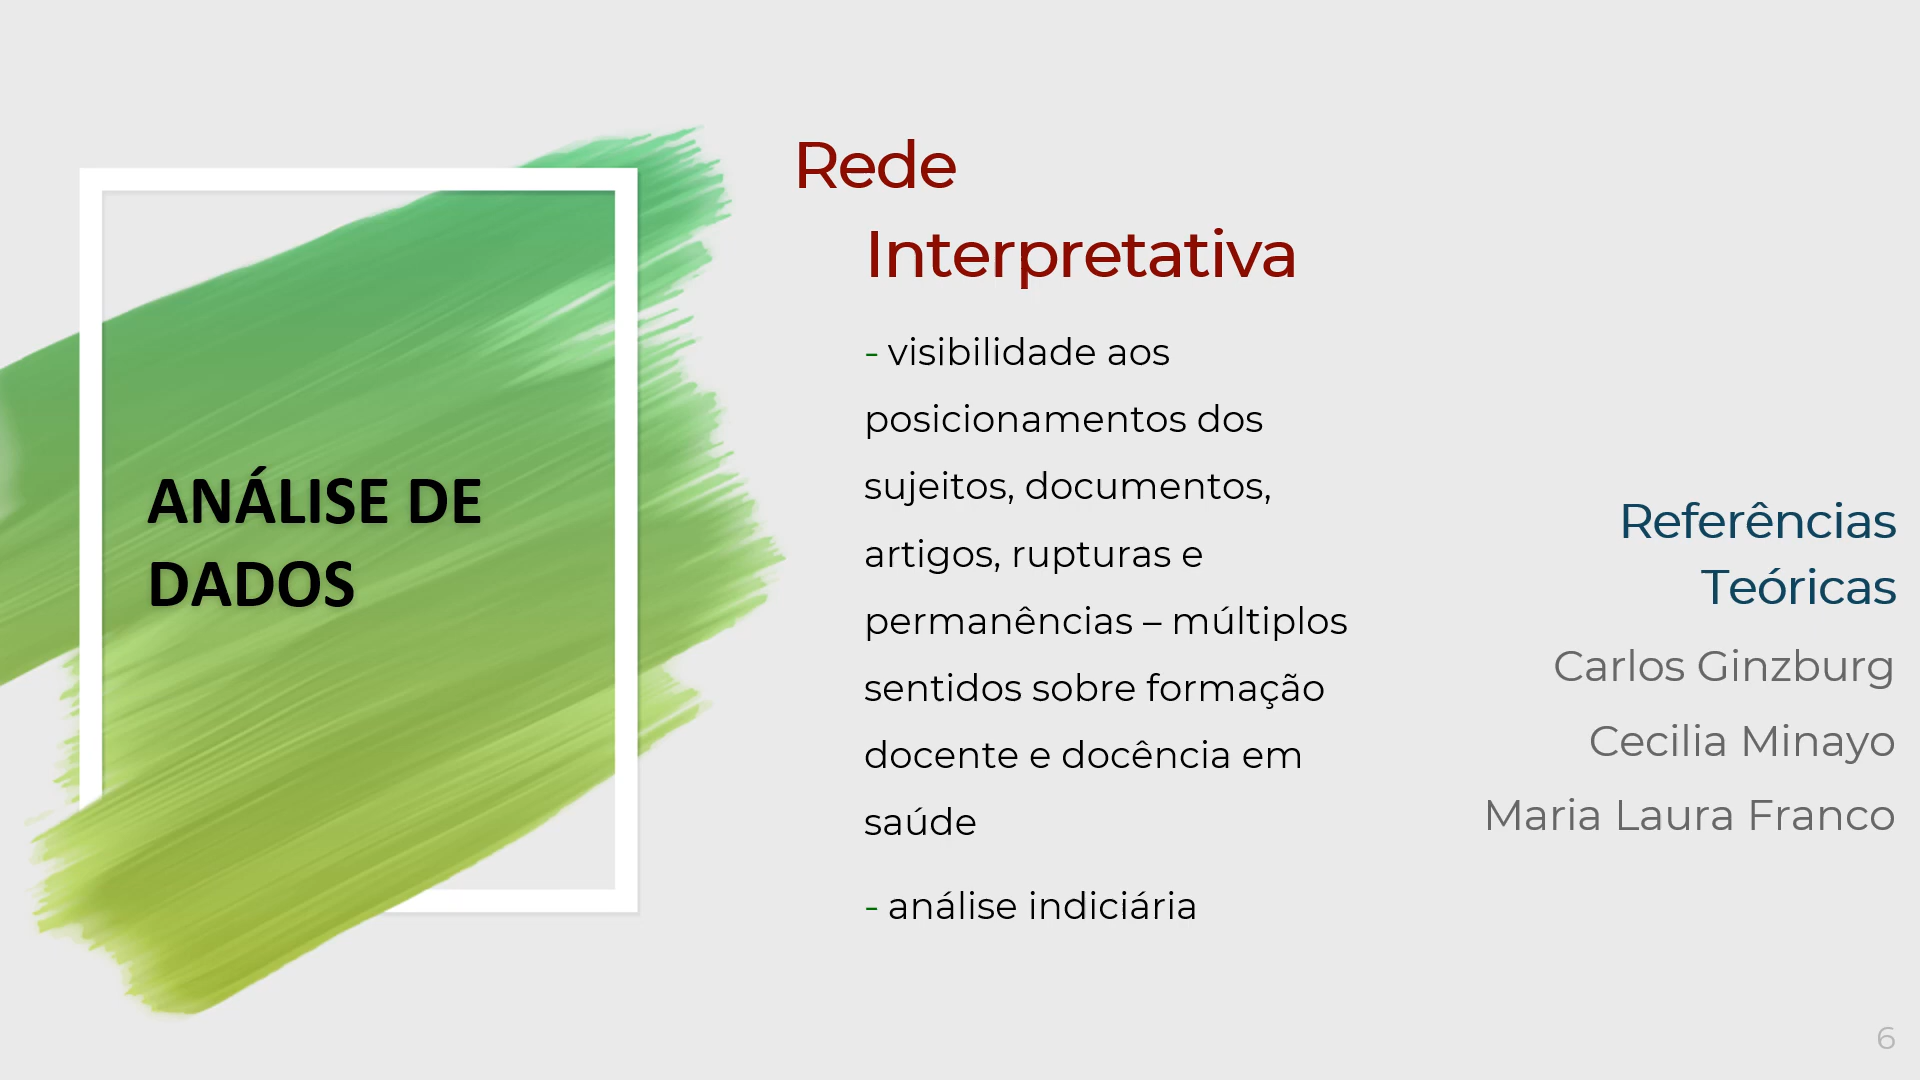 ANÁLISE DE
DADOS
Rede
Interpretativa
- visibilidade aos
posicionamentos dos
sujeitos, documentos,
artigos, rupturas e
permanências – múltiplos
sentidos sobre formação
docente e docência em
saúde
- análise indiciária
Referências
Teóricas
Carlos Ginzburg
Cecilia Minayo
Maria Laura Franco
6